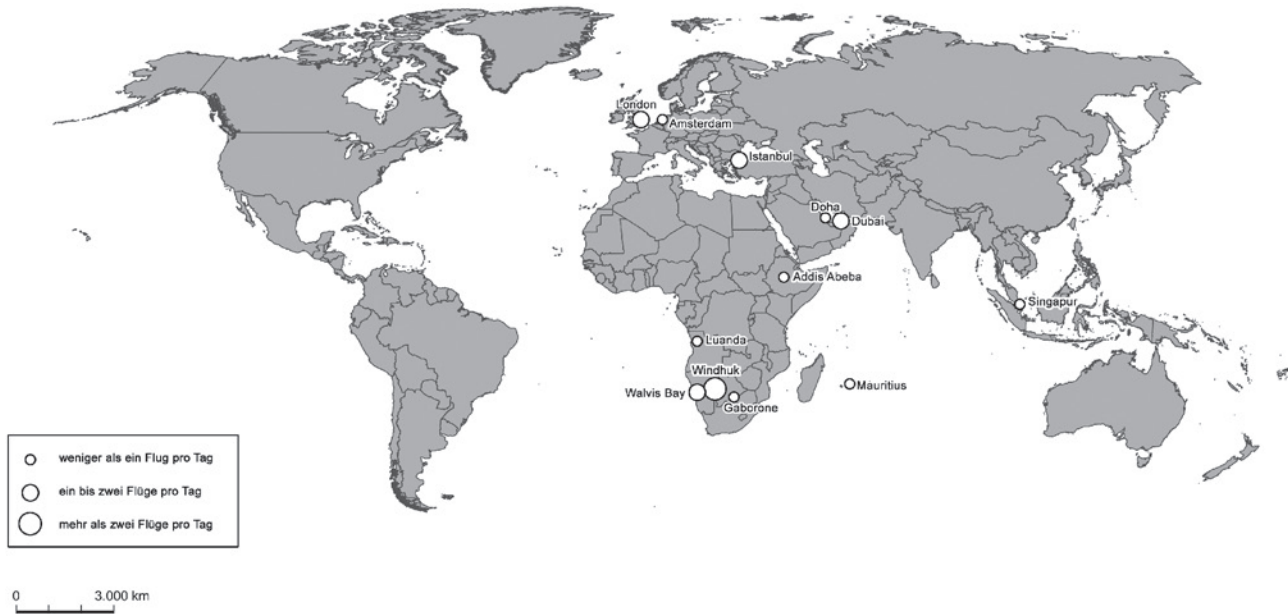 London
Amsterdam
Istanbul
Doha
Dubai
Addis Abeba
Singapur
Luanda
Windhuk
Walvis Bay
Mauritius
Gaborone
weniger als ein Flug pro Tag
ein bis zwei Flüge pro Tag
mehr als zwei Flüge pro Tag
0 3.000 km